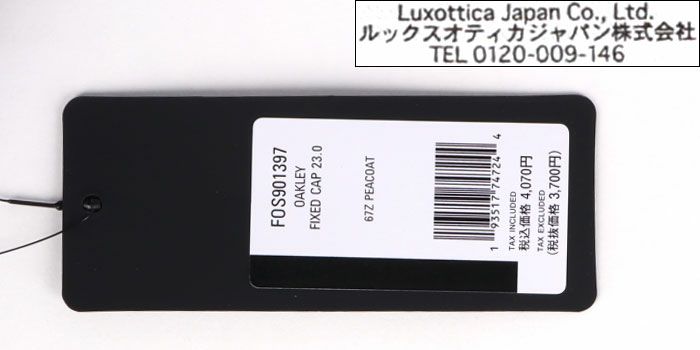 Luxottica Japan Co., Ltd.
ルックスオティカジャパン株式会社
TEL 0120-009-146
FOS901397
OAKLEY
FIXED CAP 23.0
67Z PEACOAT
1 93517 74724 4
TAX INCLUDED
税込価格 4,070円
TAX EXCLUDED
(税抜価格 3,700円)